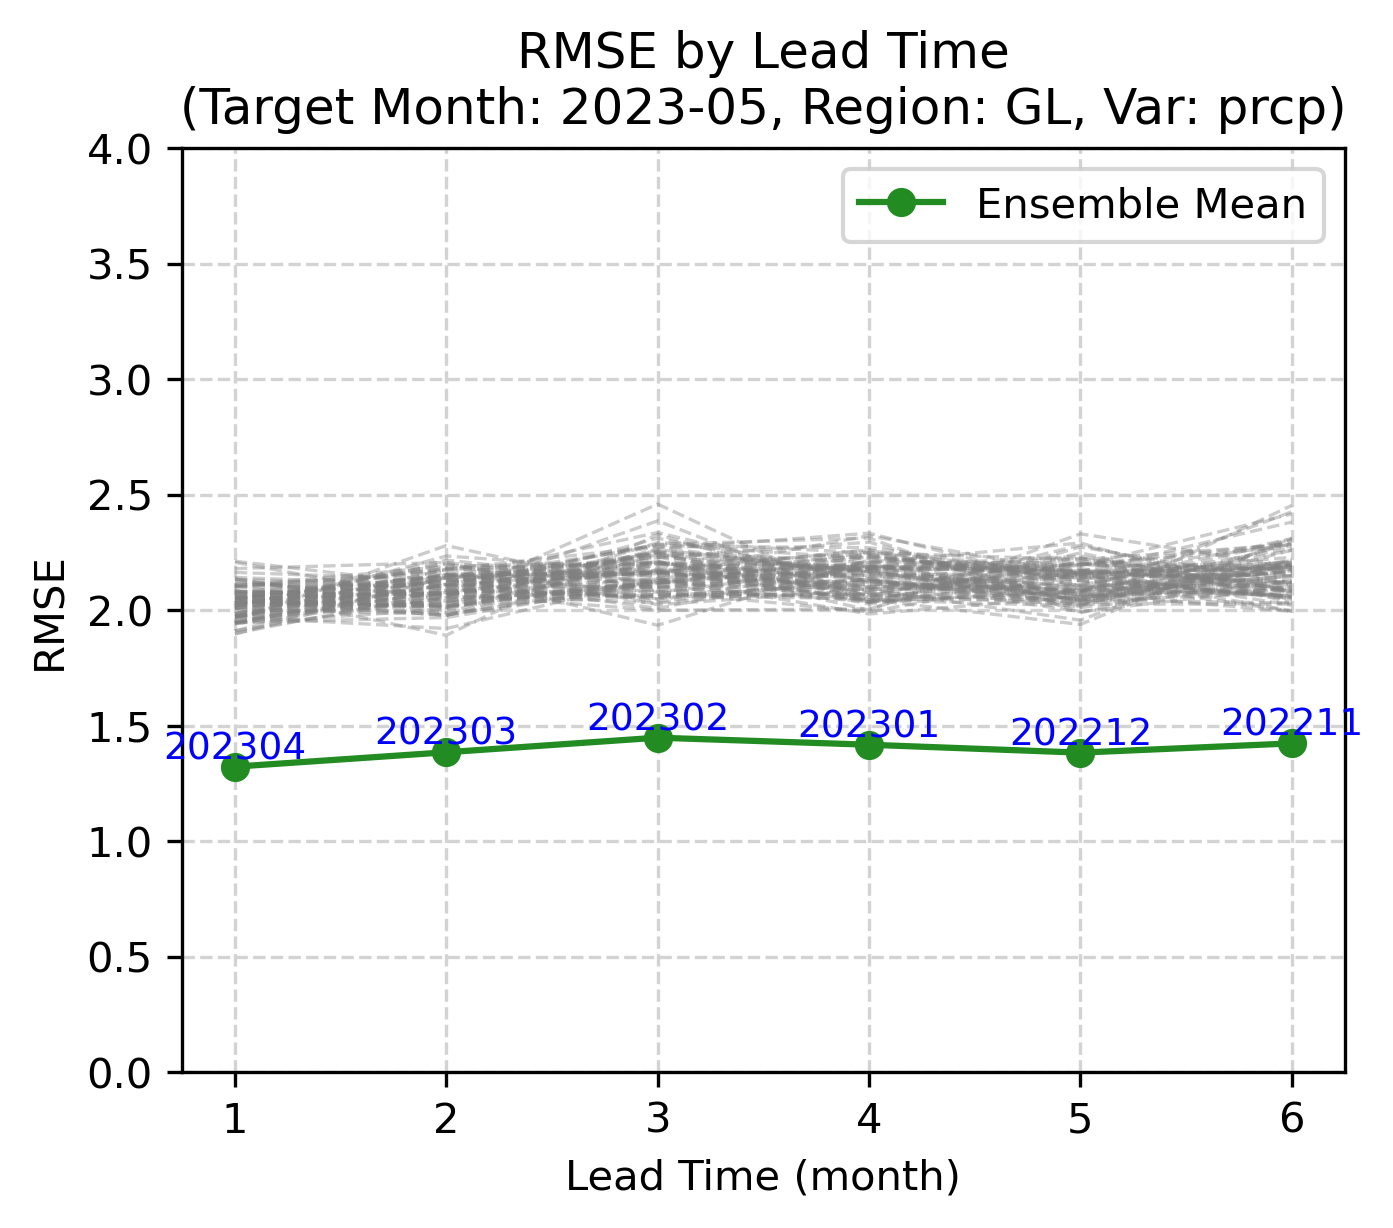 RMSE by Lead Time
(Target Month: 2023-05, Region: GL, Var: prcp)
Ensemble Mean
4.0
3.5
3.0
2.5
2.0
1.5
1.0
0.5
0.0
RMSE
202304
202303
202302
202301
202212
202211
1 2 3 4 5 6
Lead Time (month)